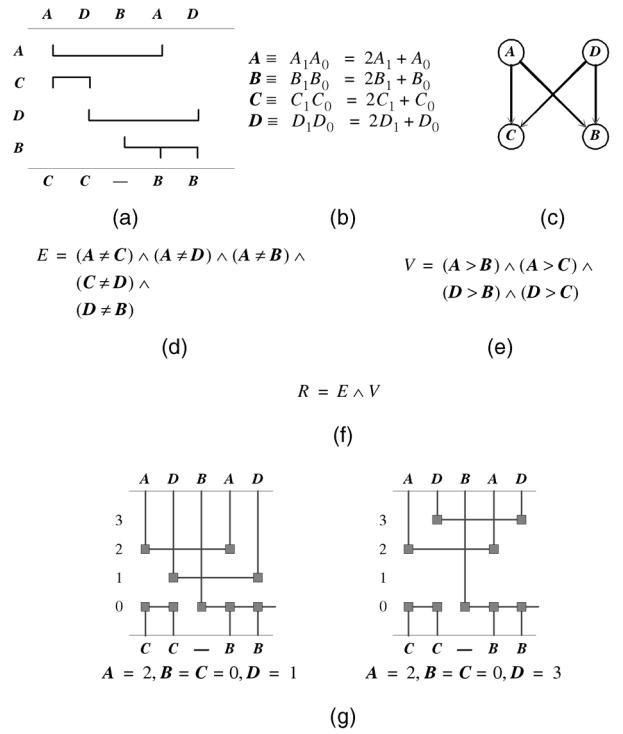 A D B A D
A
C
D
B
C C — B B
(a)
A ≡ A₁A₀ = 2A₁ + A₀
B ≡ B₁B₀ = 2B₁ + B₀
C ≡ C₁C₀ = 2C₁ + C₀
D ≡ D₁D₀ = 2D₁ + D₀
(b)
A D
C B
(c)
E = (A ≠ C) ∧ (A ≠ D) ∧ (A ≠ B) ∧
(C ≠ D) ∧
(D ≠ B)
(d)
V = (A > B) ∧ (A > C) ∧
(D > B) ∧ (D > C)
(e)
R = E ∧ V
(f)
A D B A D
3
2
1
0
C C — B B
A = 2, B = C = 0, D = 1
A D B A D
3
2
1
0
C C — B B
A = 2, B = C = 0, D = 3
(g)